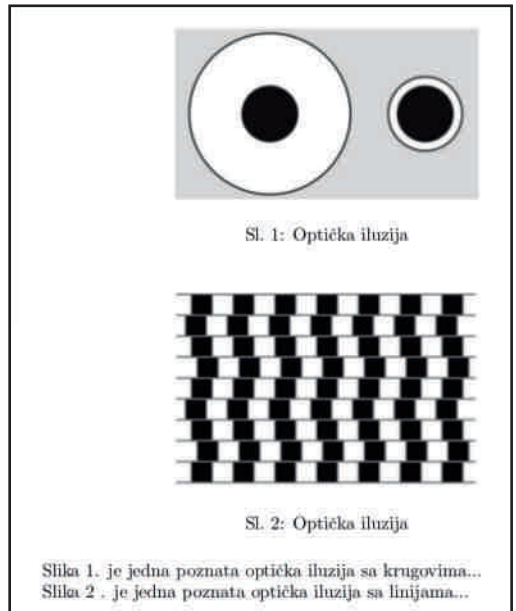 Sl. 1: Optička iluzija
Sl. 2: Optička iluzija
Slika 1. je jedna poznata optička iluzija sa krugovima...
Slika 2 . je jedna poznata optička iluzija sa linijama...